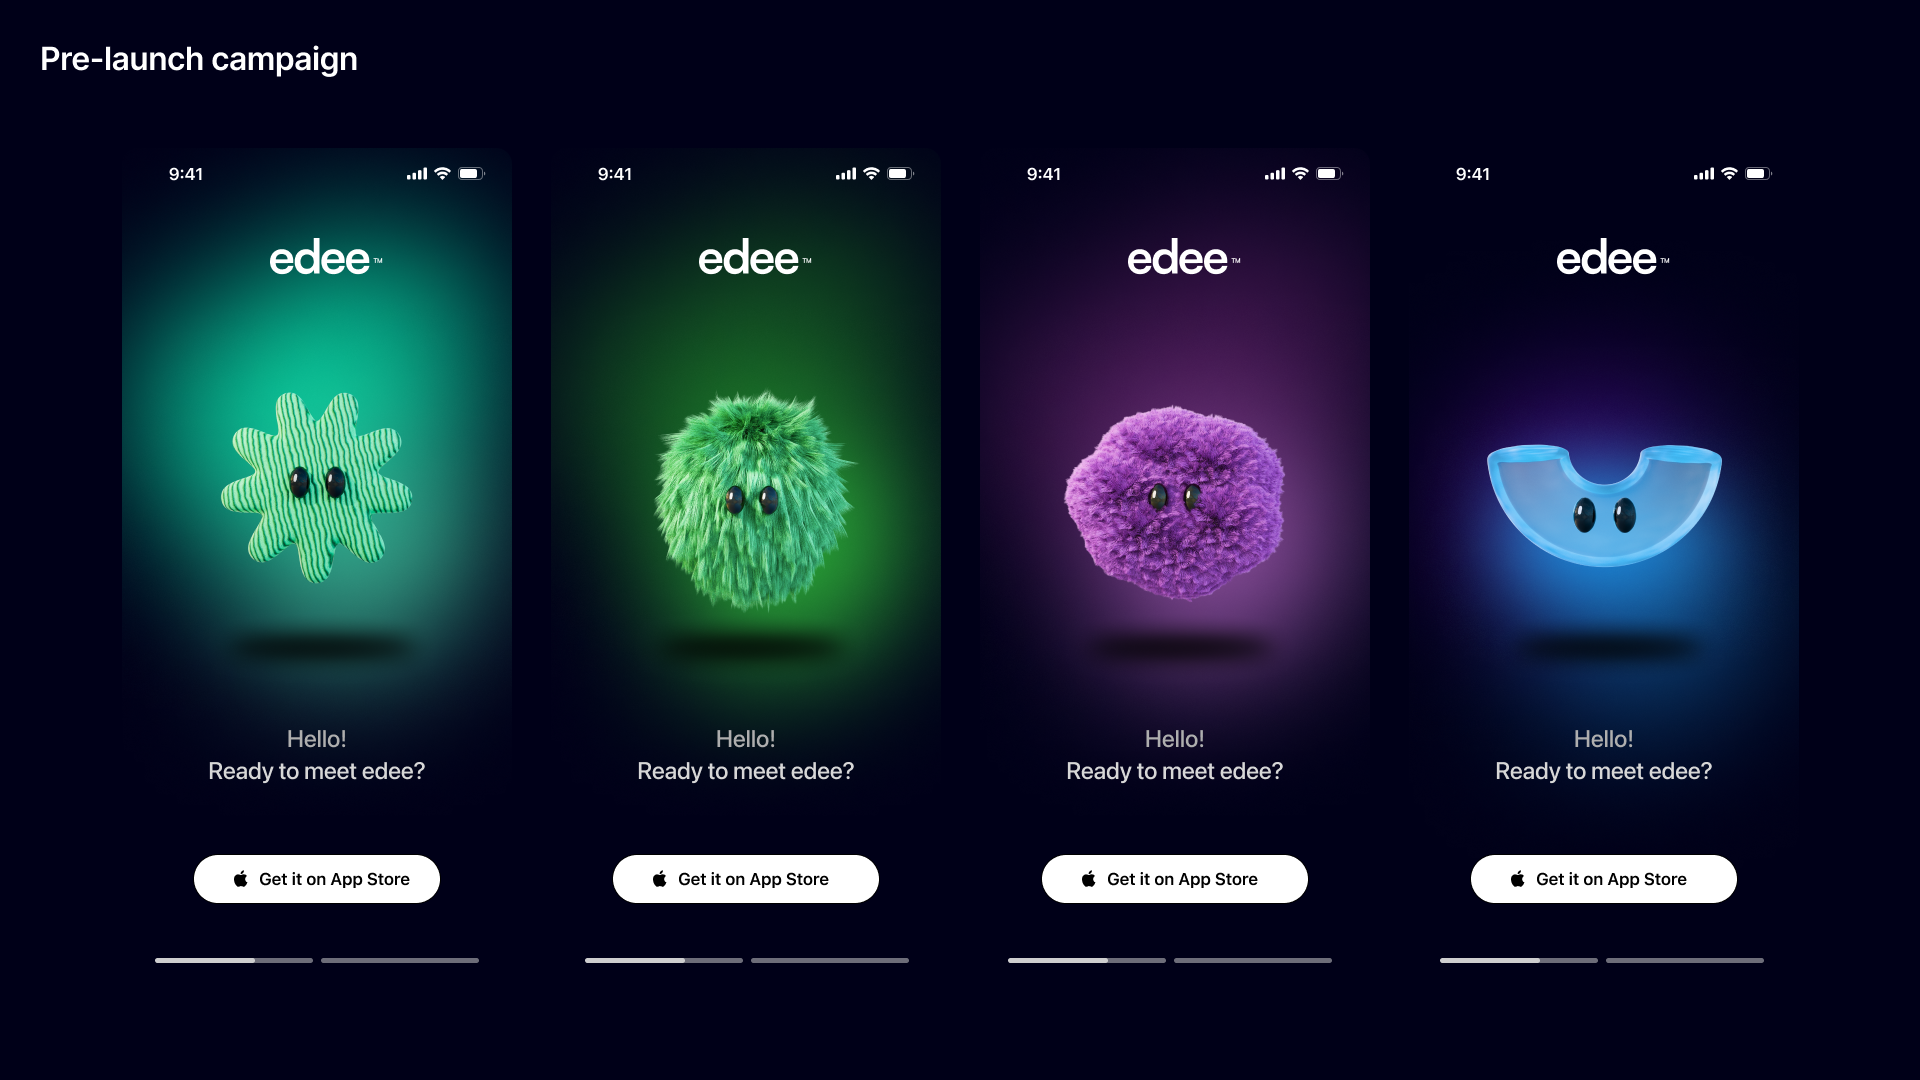 Pre-launch campaign
9:41
edee™
Hello!
Ready to meet edee?
Get it on App Store
9:41
edee™
Hello!
Ready to meet edee?
Get it on App Store
9:41
edee™
Hello!
Ready to meet edee?
Get it on App Store
9:41
edee™
Hello!
Ready to meet edee?
Get it on App Store